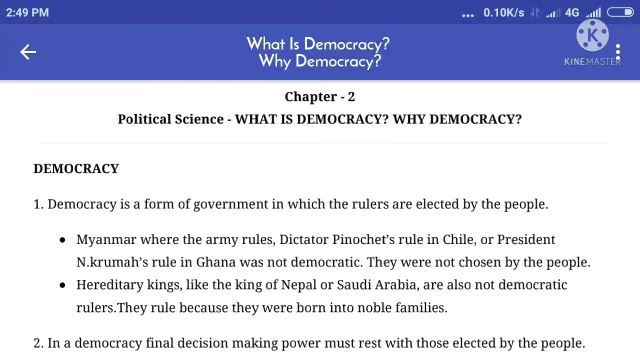 2:49 PM
... 0.10K/s 4G
What Is Democracy?
Why Democracy?
K
KINEMASTER
Chapter - 2
Political Science - WHAT IS DEMOCRACY? WHY DEMOCRACY?
DEMOCRACY
1. Democracy is a form of government in which the rulers are elected by the people.
● Myanmar where the army rules, Dictator Pinochet's rule in Chile, or President
N.krumah's rule in Ghana was not democratic. They were not chosen by the people.
● Hereditary kings, like the king of Nepal or Saudi Arabia, are also not democratic
rulers.They rule because they were born into noble families.
2. In a democracy final decision making power must rest with those elected by the people.